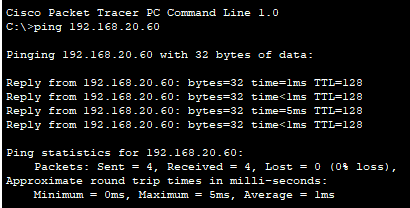 Cisco Packet Tracer PC Command Line 1.0
C:\>ping 192.168.20.60
Pinging 192.168.20.60 with 32 bytes of data:
Reply from 192.168.20.60: bytes=32 time=1ms TTL=128
Reply from 192.168.20.60: bytes=32 time<1ms TTL=128
Reply from 192.168.20.60: bytes=32 time=5ms TTL=128
Reply from 192.168.20.60: bytes=32 time<1ms TTL=128
Ping statistics for 192.168.20.60:
Packets: Sent = 4, Received = 4, Lost = 0 (0% loss),
Approximate round trip times in milli-seconds:
Minimum = 0ms, Maximum = 5ms, Average = 1ms